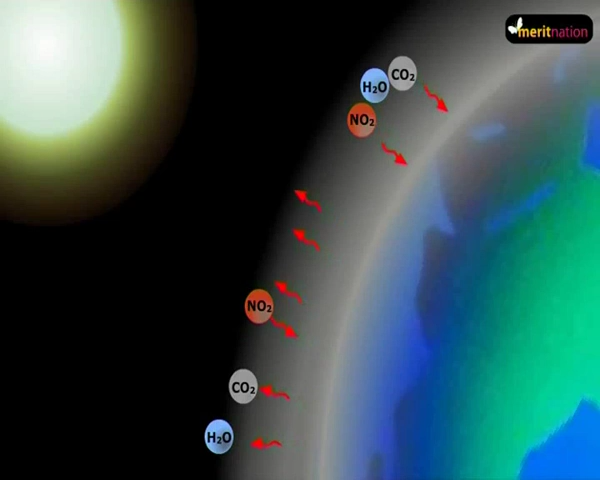 meritnation
CO₂
H₂O
NO₂
NO₂
CO₂
H₂O